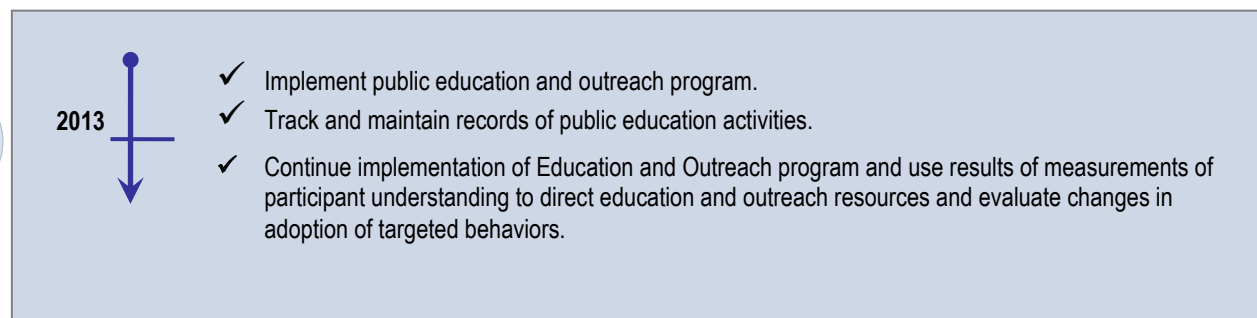 Implement public education and outreach program.
2013
Track and maintain records of public education activities.
Continue implementation of Education and Outreach program and use results of measurements of
participant understanding to direct education and outreach resources and evaluate changes in
adoption of targeted behaviors.